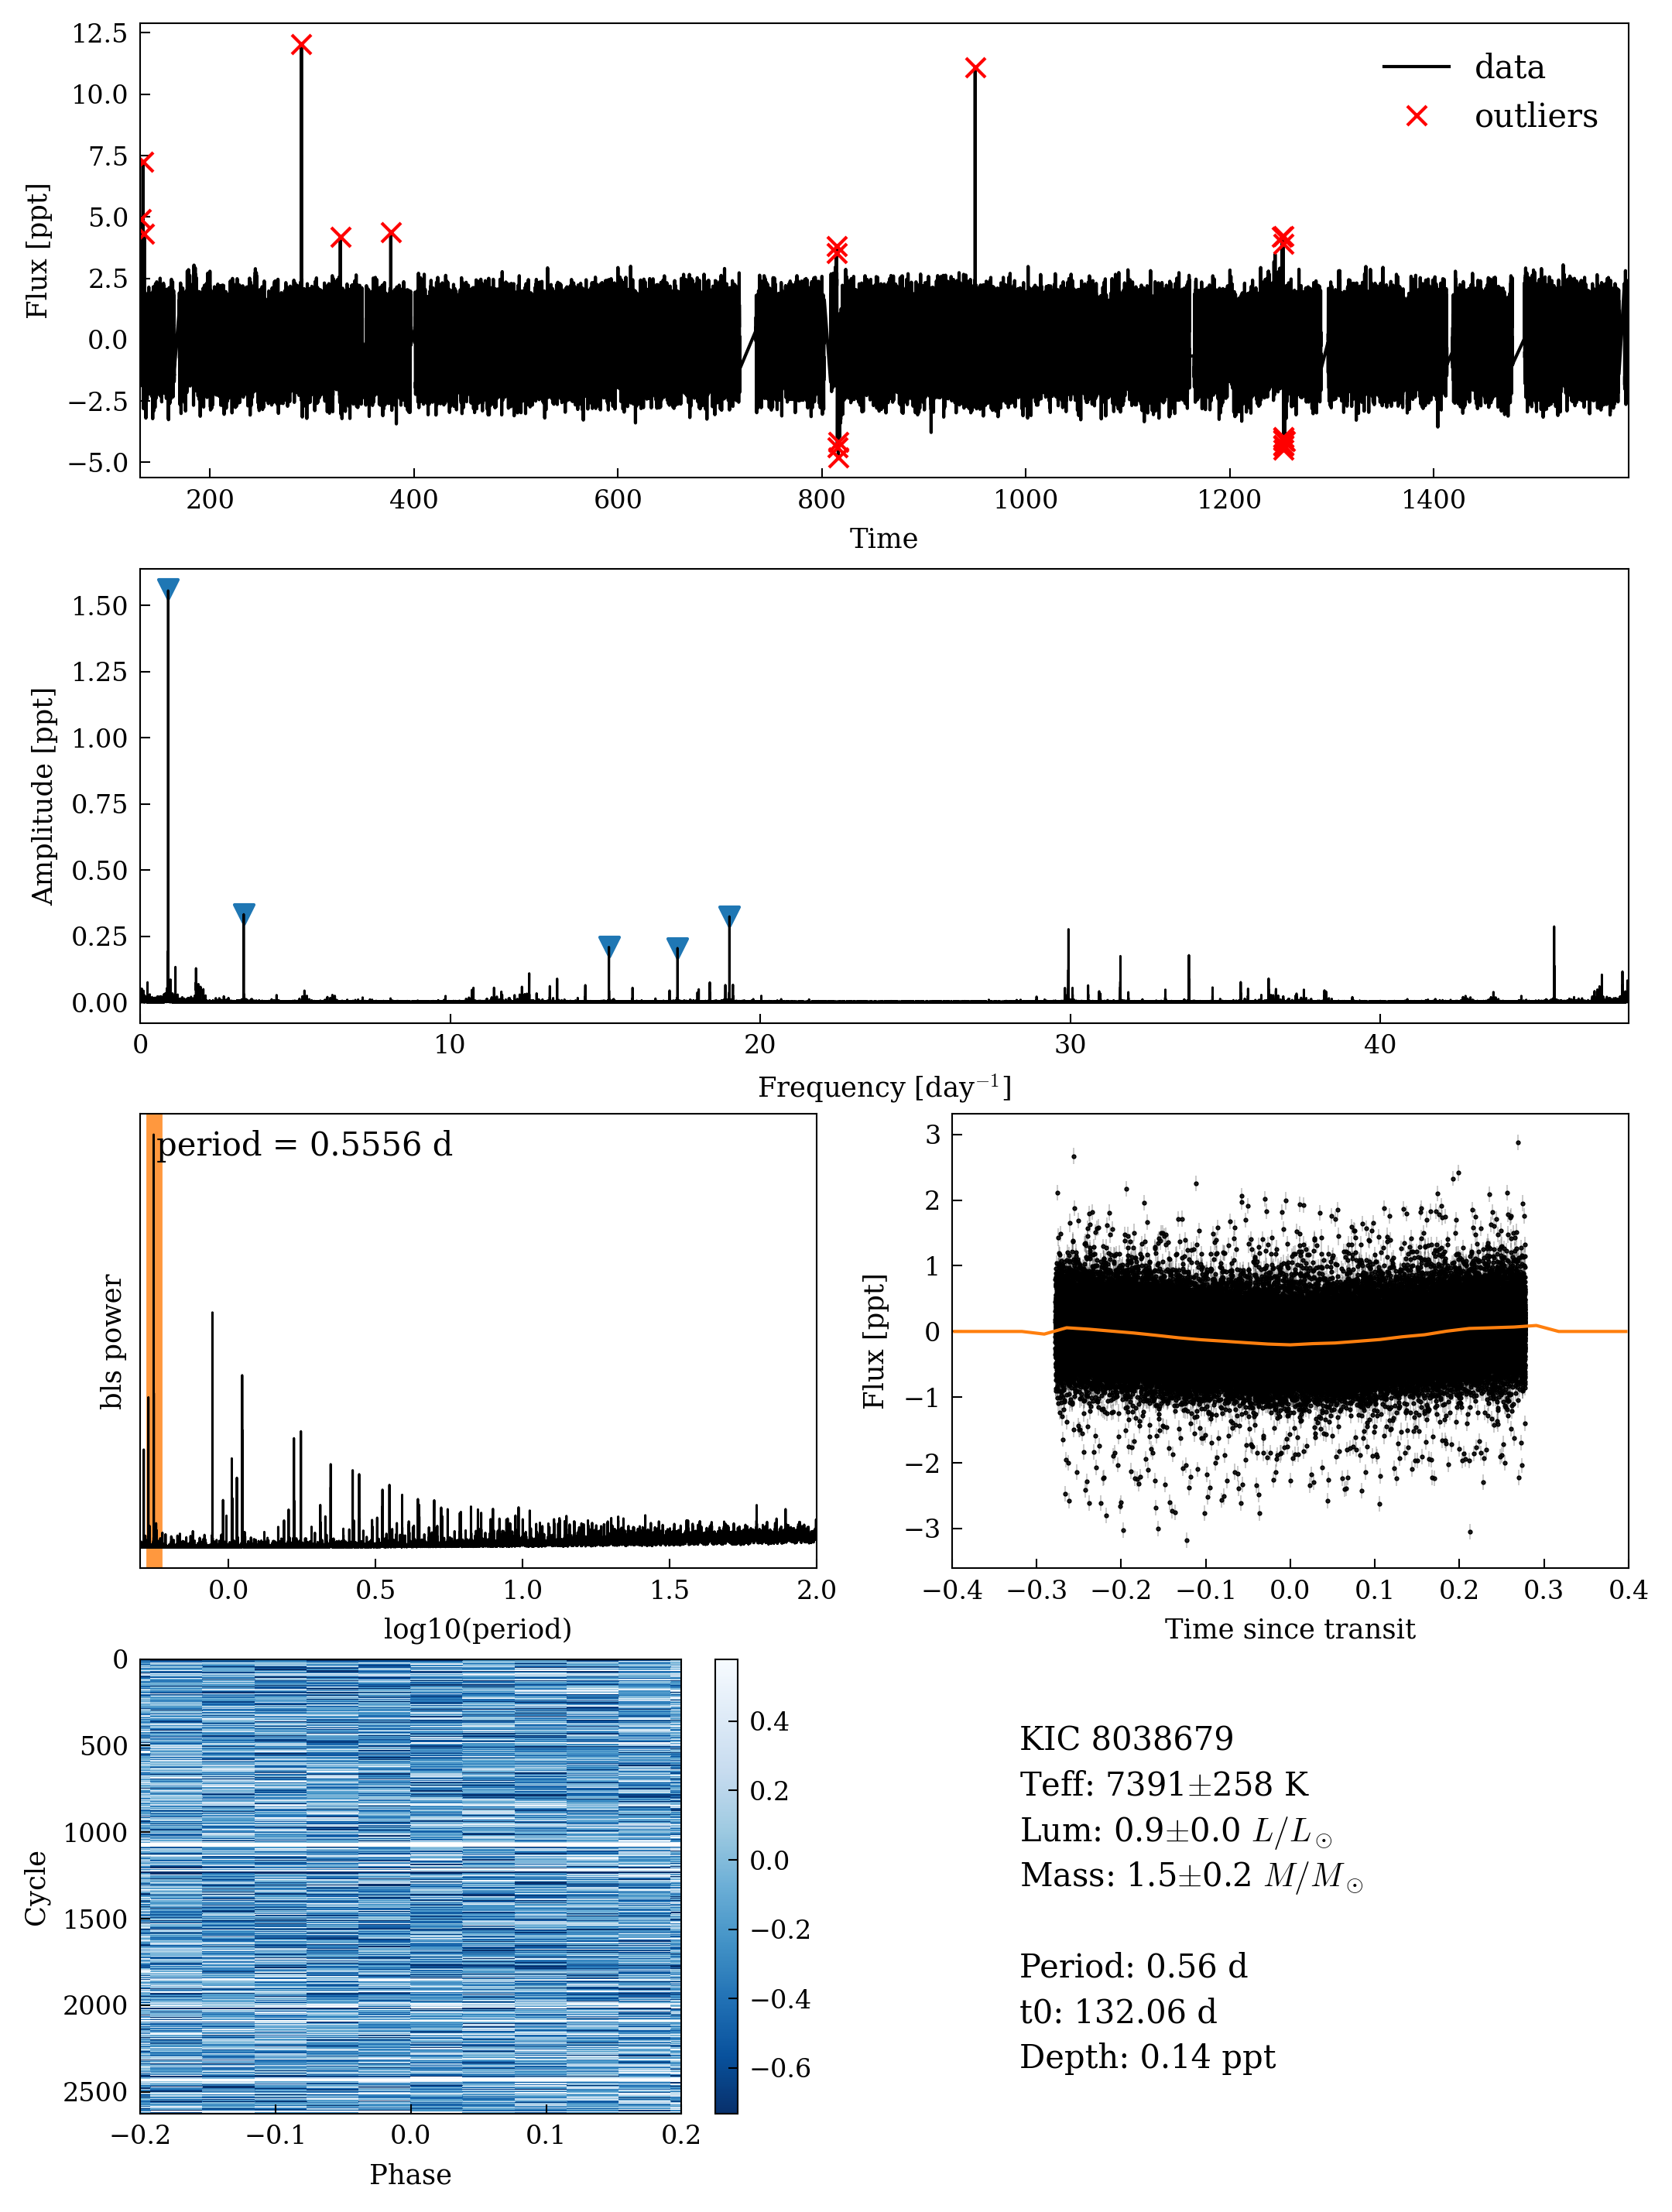 12.5
10.0
7.5
5.0
2.5
0.0
−2.5
−5.0
Flux [ppt]
data
outliers
200 400 600 800 1000 1200 1400
Time
1.50
1.25
1.00
0.75
0.50
0.25
0.00
Amplitude [ppt]
0 10 20 30 40
Frequency [day⁻¹]
period = 0.5556 d
bls power
0.0 0.5 1.0 1.5 2.0
log10(period)
3
2
1
0
−1
−2
−3
Flux [ppt]
−0.4 −0.3 −0.2 −0.1 0.0 0.1 0.2 0.3 0.4
Time since transit
0
500
1000
1500
2000
2500
Cycle
−0.2 −0.1 0.0 0.1 0.2
Phase
0.4
0.2
0.0
−0.2
−0.4
−0.6
KIC 8038679
Teff: 7391±258 K
Lum: 0.9±0.0 L/L⊙
Mass: 1.5±0.2 M/M⊙
Period: 0.56 d
t0: 132.06 d
Depth: 0.14 ppt